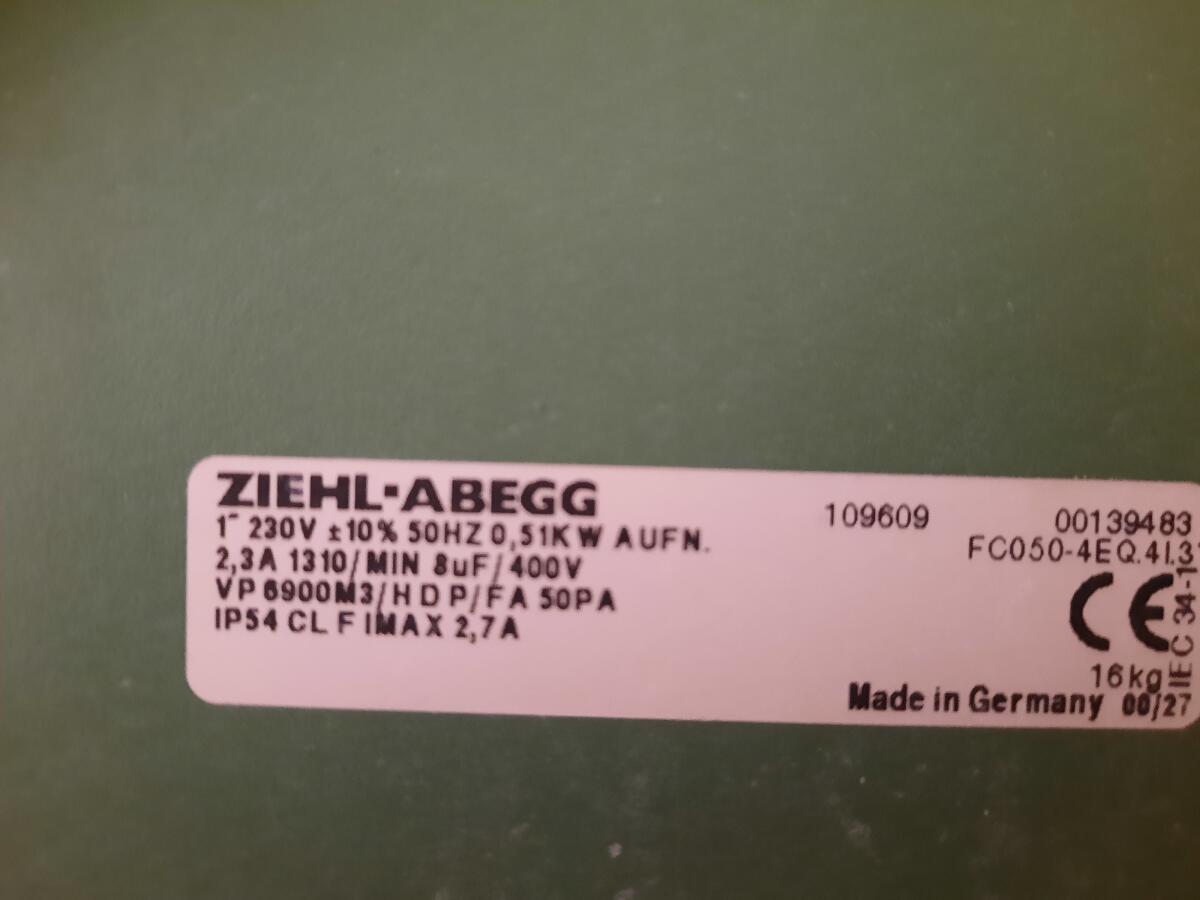 ZIEHL-ABEGG
1~ 230V ±10% 50HZ 0,51KW AUFN.
2,3A 1310/MIN 8uF/400V
VP 6900M3/H D P/FA 50PA
IP54 CL F IMAX 2,7A
109609
00139483
FC050-4EQ.4I.3
CE
IEC 34-1
16kg
Made in Germany 00/27